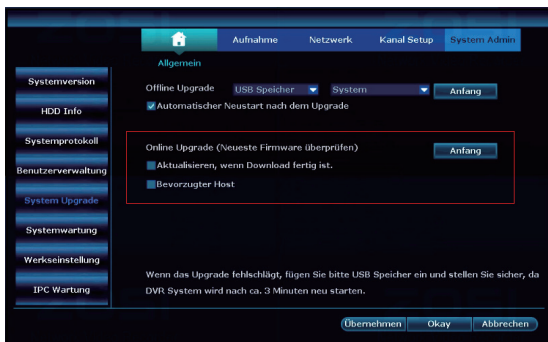 Aufnahme Netzwerk Kanal Setup System Admin
Allgemein
Systemversion
HDD Info
Systemprotokoll
Benutzerverwaltung
System Upgrade
Systemwartung
Werkseinstellung
IPC Wartung
Offline Upgrade USB Speicher System Anfang
Automatischer Neustart nach dem Upgrade
Online Upgrade (Neueste Firmware überprüfen) Anfang
Aktualisieren, wenn Download fertig ist.
Bevorzugter Host
Wenn das Upgrade fehlschlägt, fügen Sie bitte USB Speicher ein und stellen Sie sicher, da
DVR System wird nach ca. 3 Minuten neu starten.
Übernehmen Okay Abbrechen